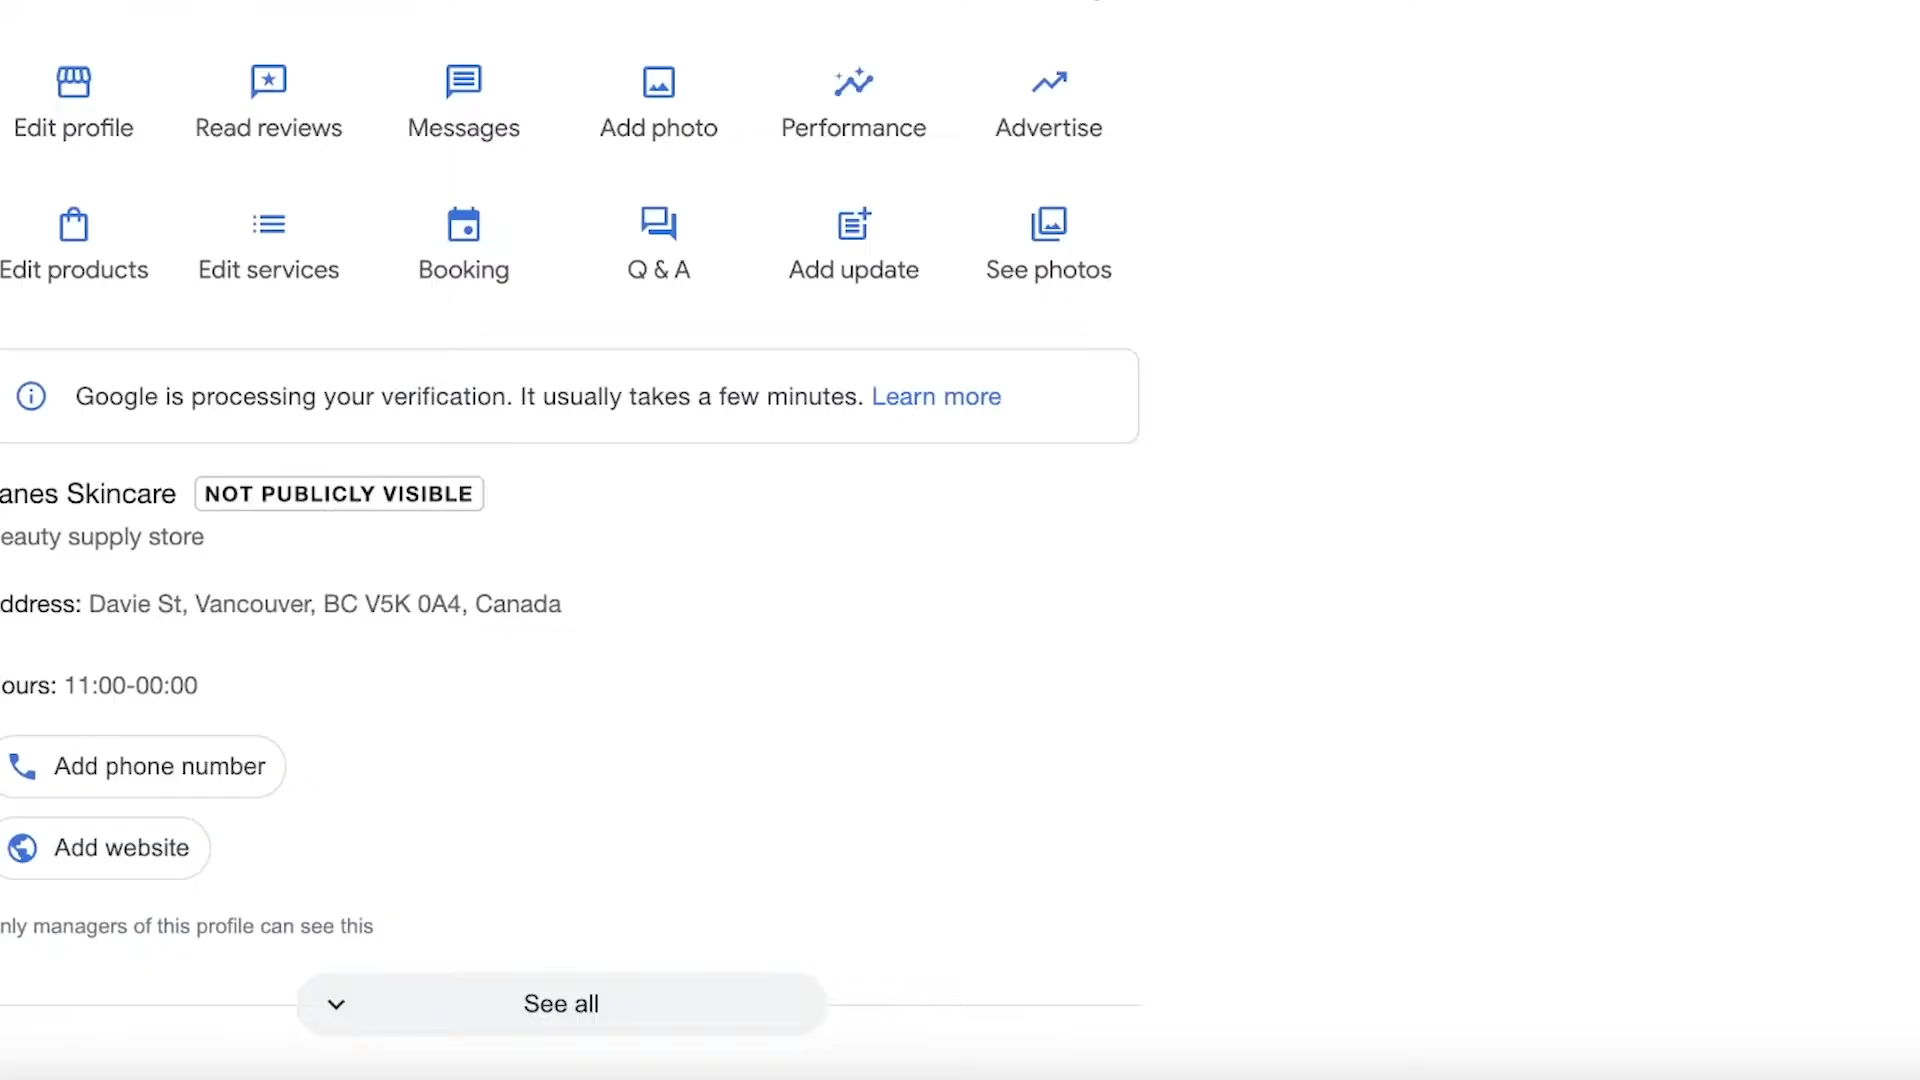 Edit profile Read reviews Messages Add photo Performance Advertise
Edit products Edit services Booking Q & A Add update See photos
Google is processing your verification. It usually takes a few minutes. Learn more
anes Skincare NOT PUBLICLY VISIBLE
eauty supply store
ddress: Davie St, Vancouver, BC V5K 0A4, Canada
ours: 11:00-00:00
Add phone number
Add website
nly managers of this profile can see this
See all